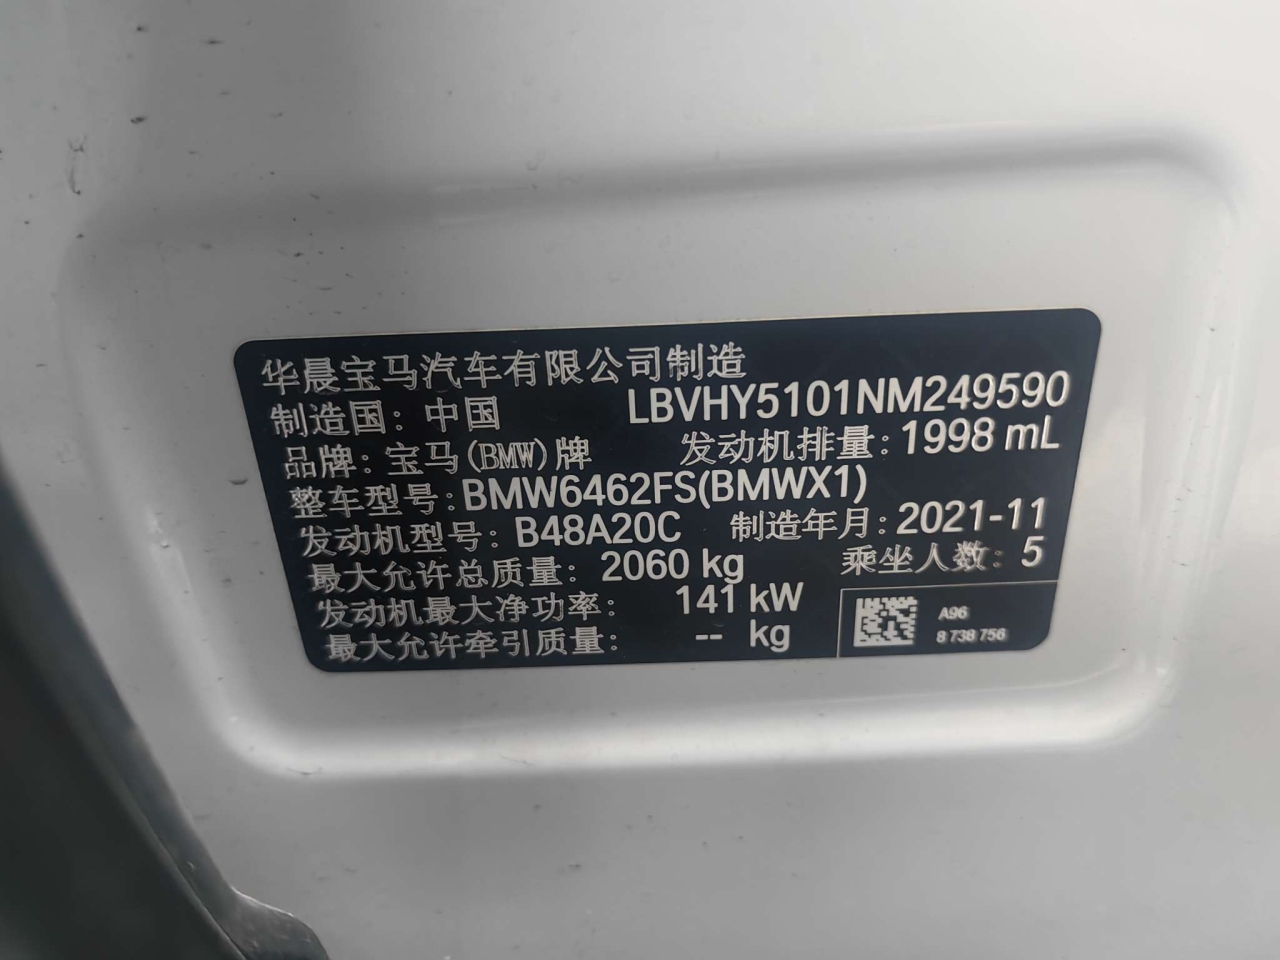 华晨宝马汽车有限公司制造
制造国：中国 LBVHY5101NM249590
品牌：宝马(BMW)牌 发动机排量：1998 mL
整车型号：BMW6462FS(BMWX1)
发动机型号：B48A20C 制造年月：2021-11
最大允许总质量：2060 kg 乘坐人数：5
发动机最大净功率：141 kW
最大允许牵引质量：-- kg
A96
8 738 756